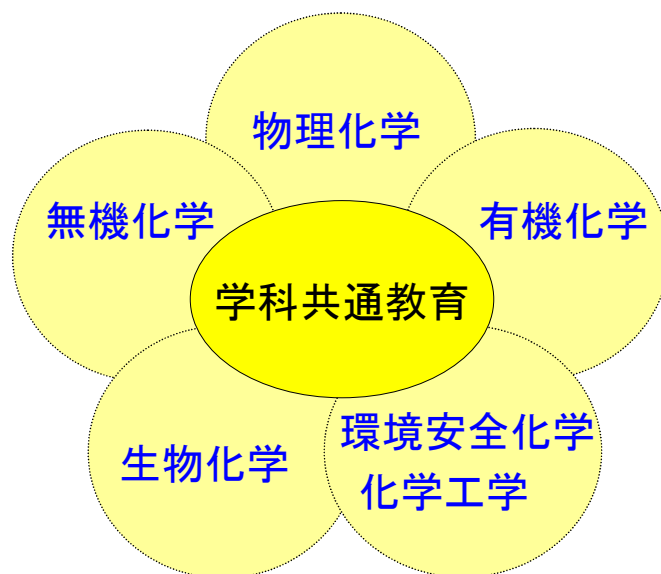 物理化学
無機化学
有機化学
学科共通教育
生物化学
環境安全化学
化学工学